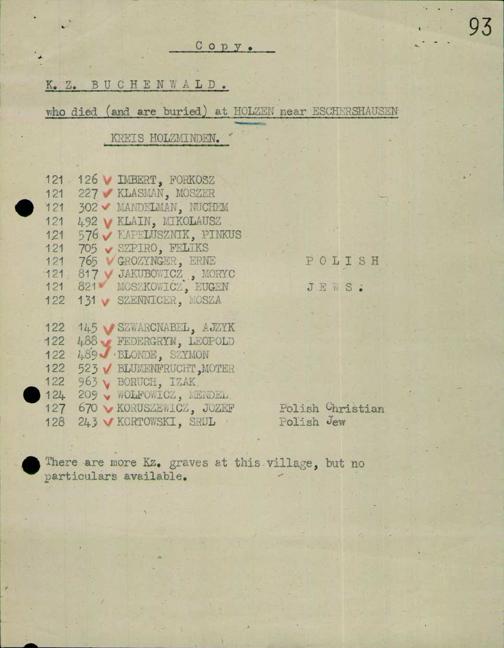 93
Copy.
K. Z. BUCHENWALD.
who died (and are buried) at HOLZEN near ESCHERSHAUSEN
KREIS HOLZMINDEN.
121 126 IMBERT, FORKOSZ
121 227 KLASMAN, MOSZER
121 302 MANDELMAN, NUCHEM
121 492 KLAIN, MIKOLAUSZ
121 576 KAPELUSZNIK, PINKUS
121 705 SZPIRO, FELIKS
121 765 GROZYNGER, ERNE POLISH
121 817 JAKUBOWICZ, MORYC
121 821 MOSZKOWICZ, EUGEN JEWS.
122 131 SZENNICER, MOSZA
122 145 SZWARCNABEL, AJZYK
122 488 FEDERGRYN, LEOPOLD
122 489 BLONDE, SZYMON
122 523 BLUMENFRUCHT, MOTER
122 963 BORUCH, IZAK
124 209 WOLFOWICZ, MENDEL
127 670 KORUSZEWICZ, JOZEF Polish Christian
128 243 KORTOWSKI, SRUL Polish Jew
There are more Kz. graves at this village, but no
particulars available.